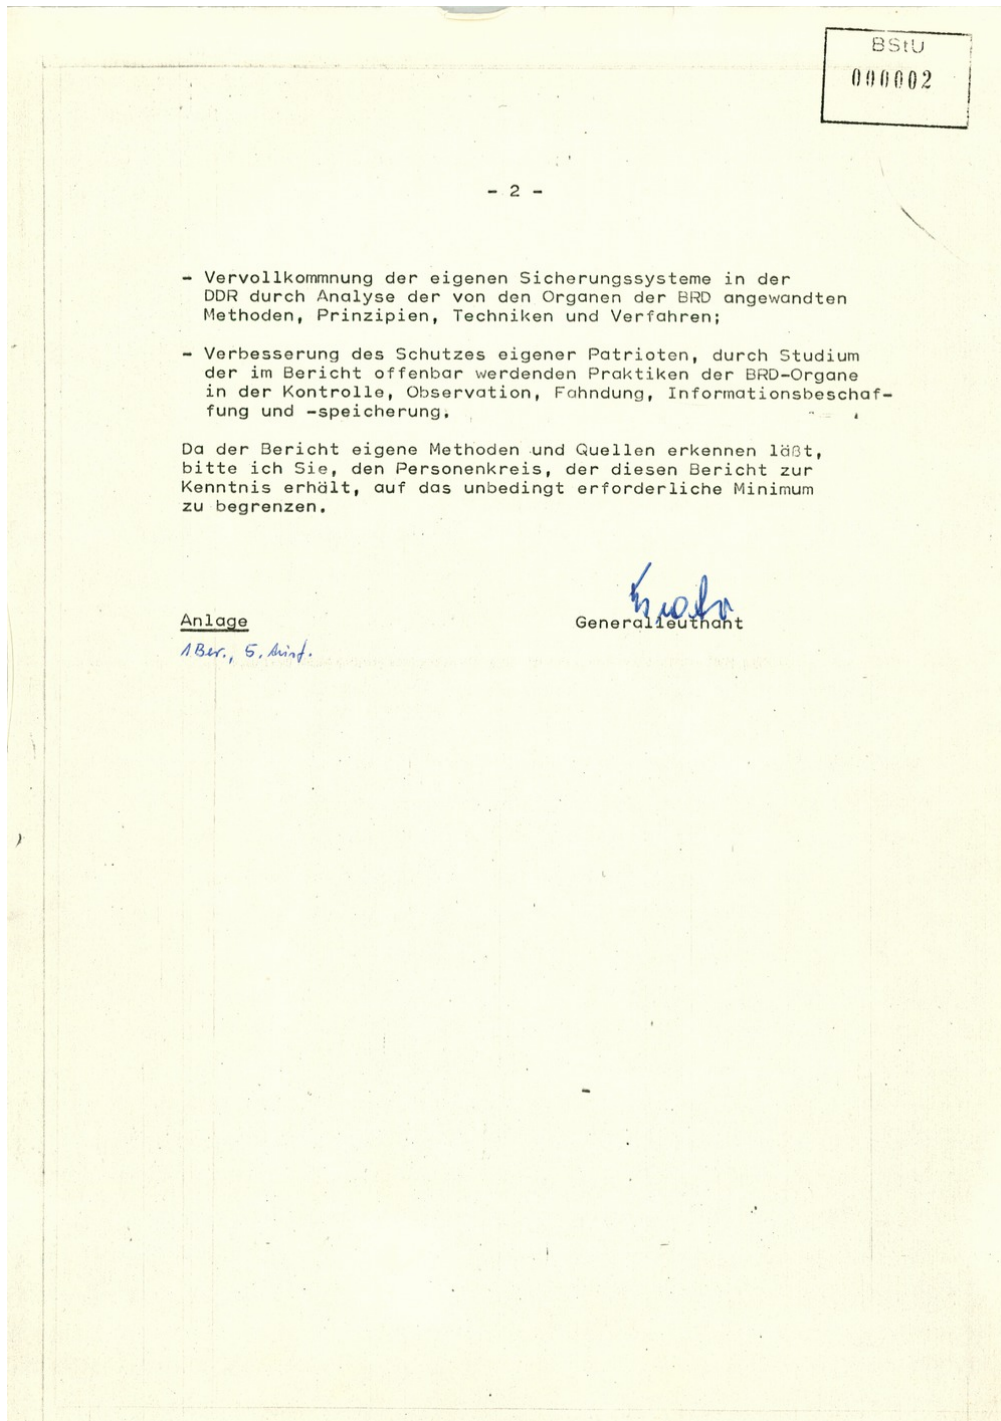 BStU
000002
- 2 -
- Vervollkommnung der eigenen Sicherungssysteme in der
DDR durch Analyse der von den Organen der BRD angewandten
Methoden, Prinzipien, Techniken und Verfahren;
- Verbesserung des Schutzes eigener Patrioten, durch Studium
der im Bericht offenbar werdenden Praktiken der BRD-Organe
in der Kontrolle, Observation, Fahndung, Informationsbeschaf-
fung und -speicherung.
Da der Bericht eigene Methoden und Quellen erkennen läßt,
bitte ich Sie, den Personenkreis, der diesen Bericht zur
Kenntnis erhält, auf das unbedingt erforderliche Minimum
zu begrenzen.
Anlage
Generalleutnant
1 Ber., 5.